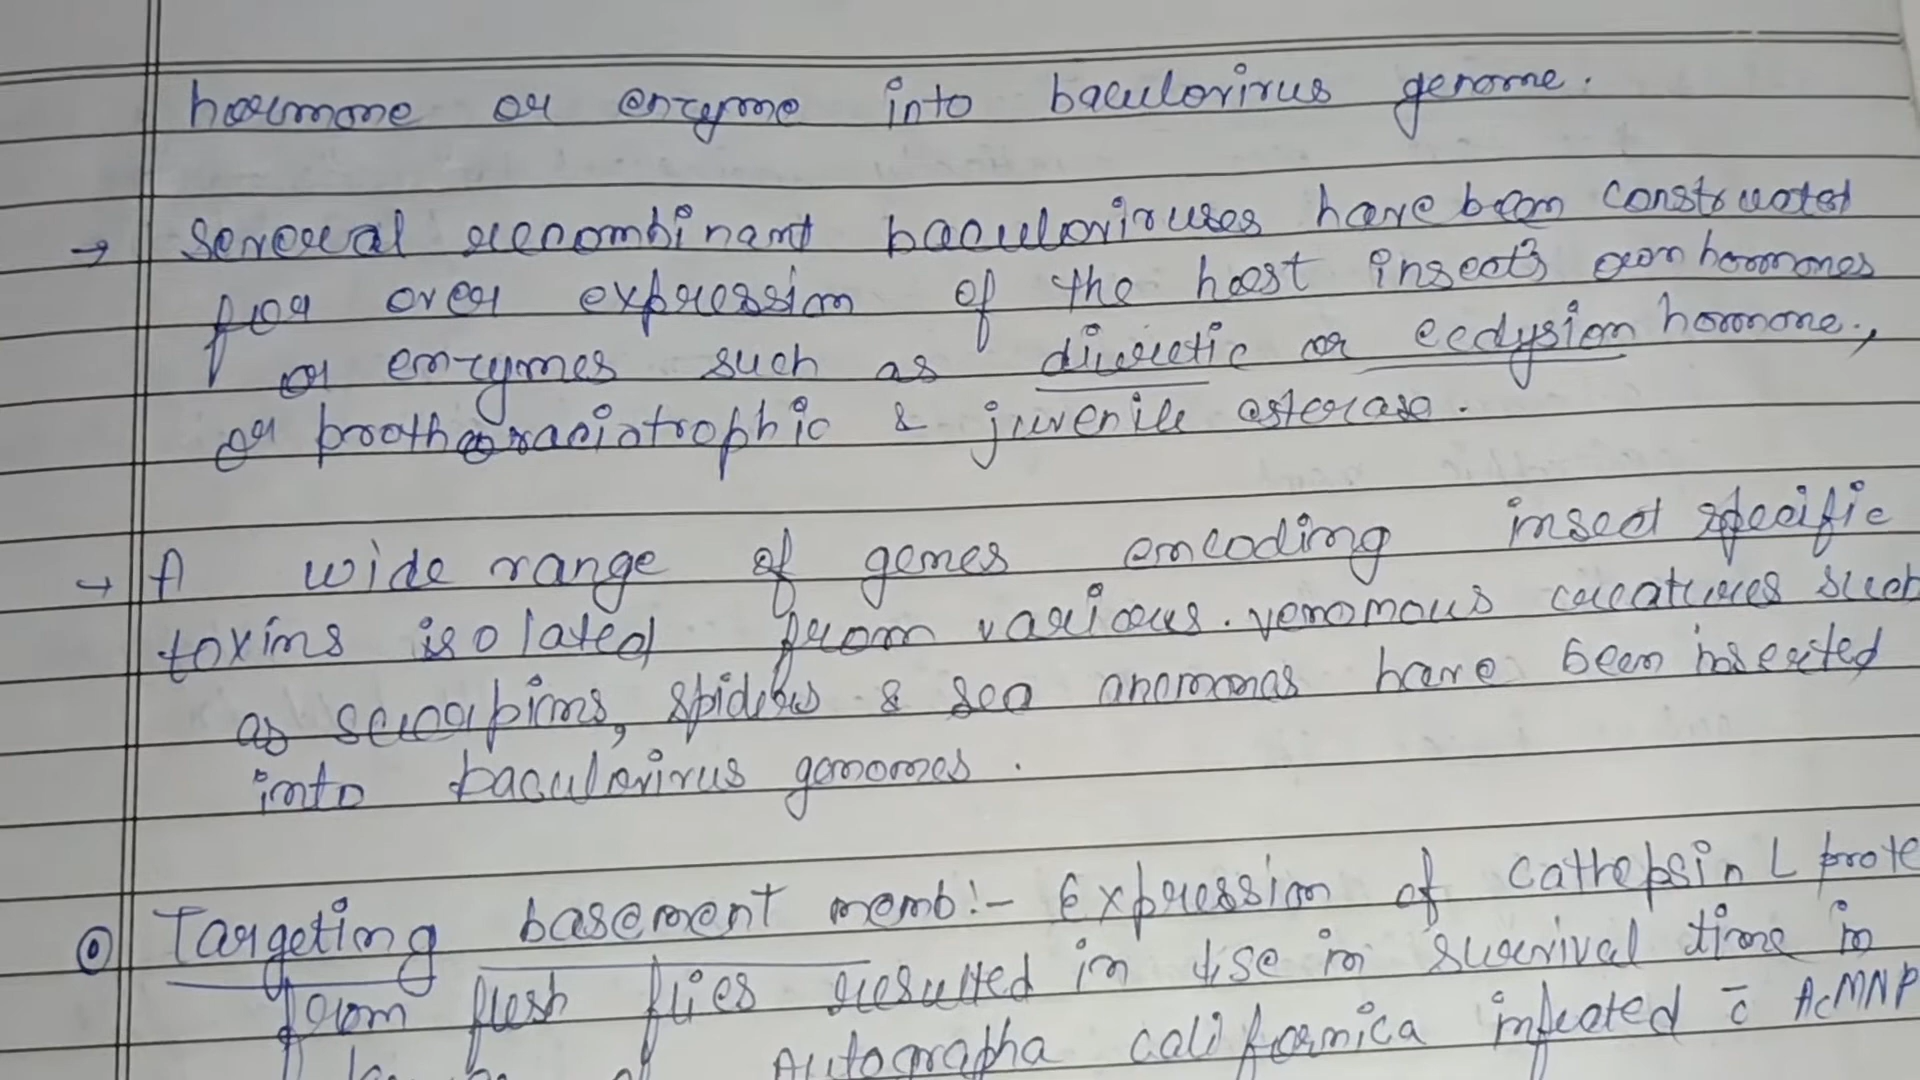 hormone or enzyme into baculovirus genome.
→ Several recombinant baculoviruses have been constructed
for over expression of the host insect's own hormones
or enzymes such as diuretic or ecdysion hormone,
or prothoraciotrophic & juvenile esterase.
→ A wide range of genes encoding insect specific
toxins isolated from various venomous creatures such
as scorpions, spiders & sea anemonas have been inserted
into baculovirus genomes.
Targeting basement memb:- Expression of Cathepsin L prote
from flesh flies resulted in ↓se in survival time in
of Autographa californica infected c̄ AcMNP